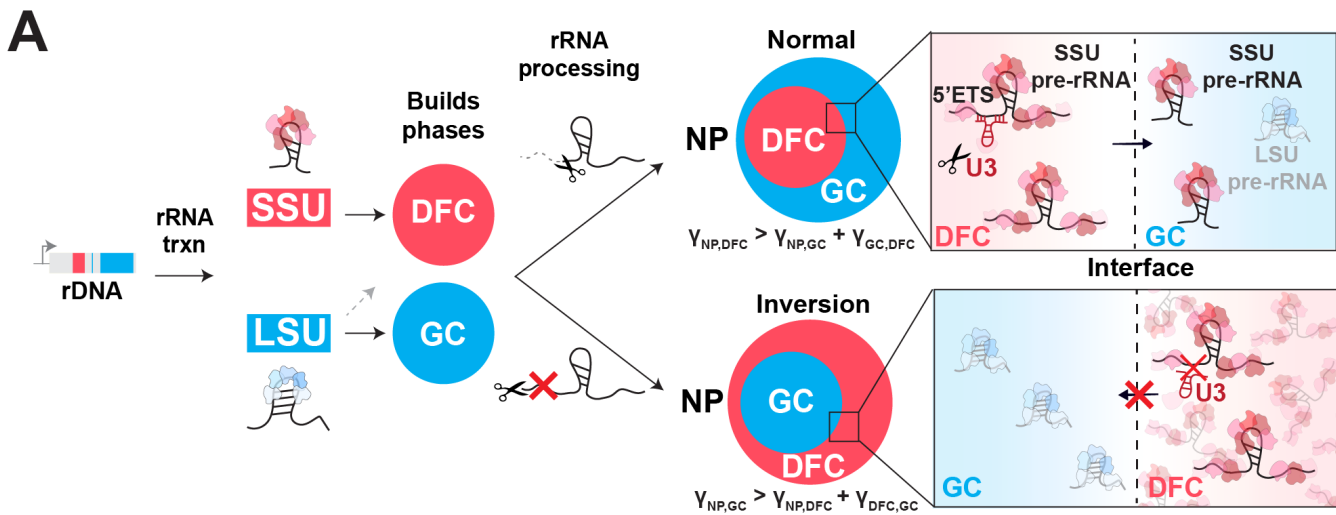 A
rDNA
rRNA
trxn
SSU
LSU
Builds
phases
DFC
GC
rRNA
processing
Normal
NP
DFC
GC
γNP,DFC > γNP,GC + γGC,DFC
SSU
pre-rRNA
5'ETS
U3
DFC
SSU
pre-rRNA
LSU
pre-rRNA
GC
Interface
Inversion
NP
GC
DFC
γNP,GC > γNP,DFC + γDFC,GC
GC
U3
DFC